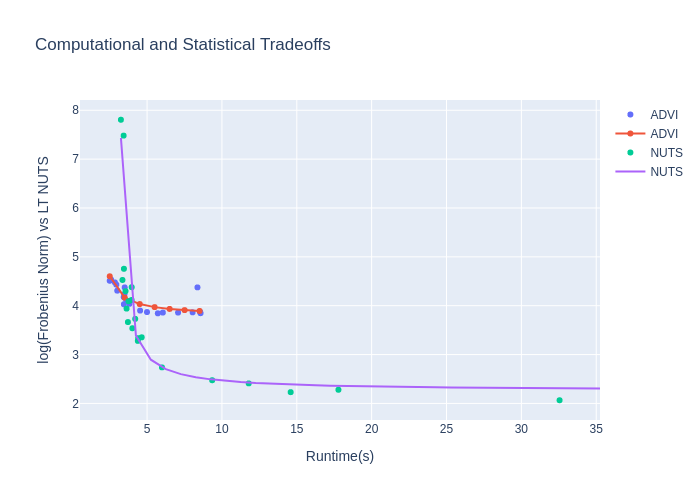 Computational and Statistical Tradeoffs
ADVI
ADVI
NUTS
NUTS
8
7
6
5
4
3
2
log(Frobenius Norm) vs LT NUTS
5
10
15
20
25
30
35
Runtime(s)